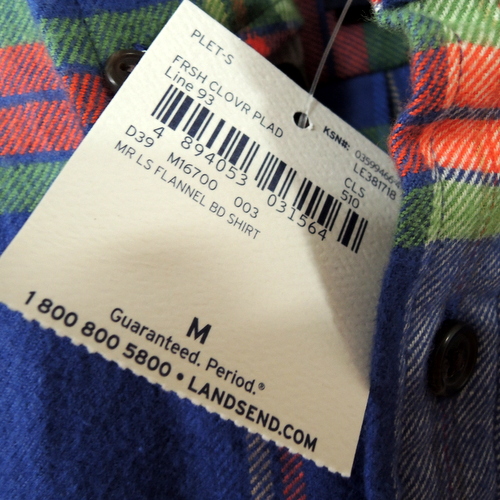 PLET-S
FRSH CLOVR PLAD
Line 93
KSN#:
LE381718
CLS
510
4 894053 031564
D39 M16700 003
MR LS FLANNEL BD SHIRT
M
Guaranteed. Period.®
1 800 800 5800 • LANDSEND.COM